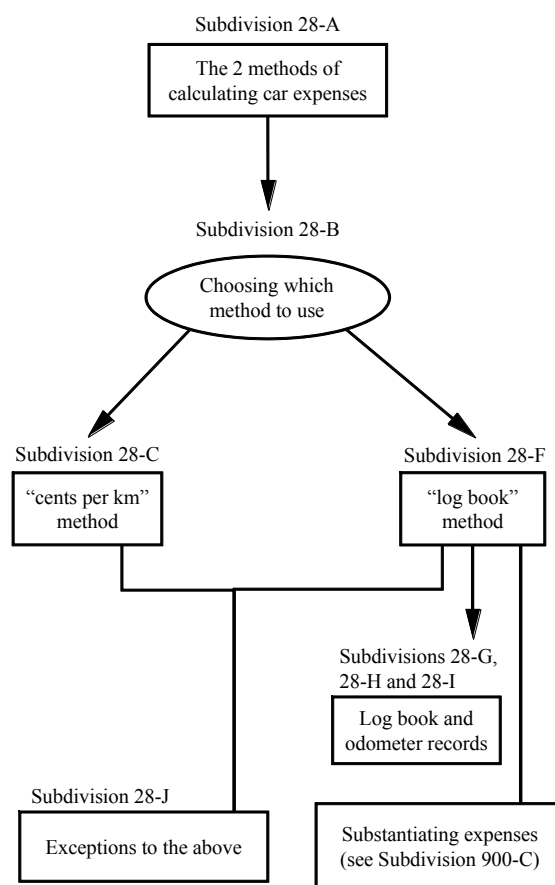 Subdivision 28-A
The 2 methods of
calculating car expenses
Subdivision 28-B
Choosing which
method to use
Subdivision 28-C
“cents per km”
method
Subdivision 28-F
“log book”
method
Subdivisions 28-G,
28-H and 28-I
Log book and
odometer records
Subdivision 28-J
Exceptions to the above
Substantiating expenses
(see Subdivision 900-C)